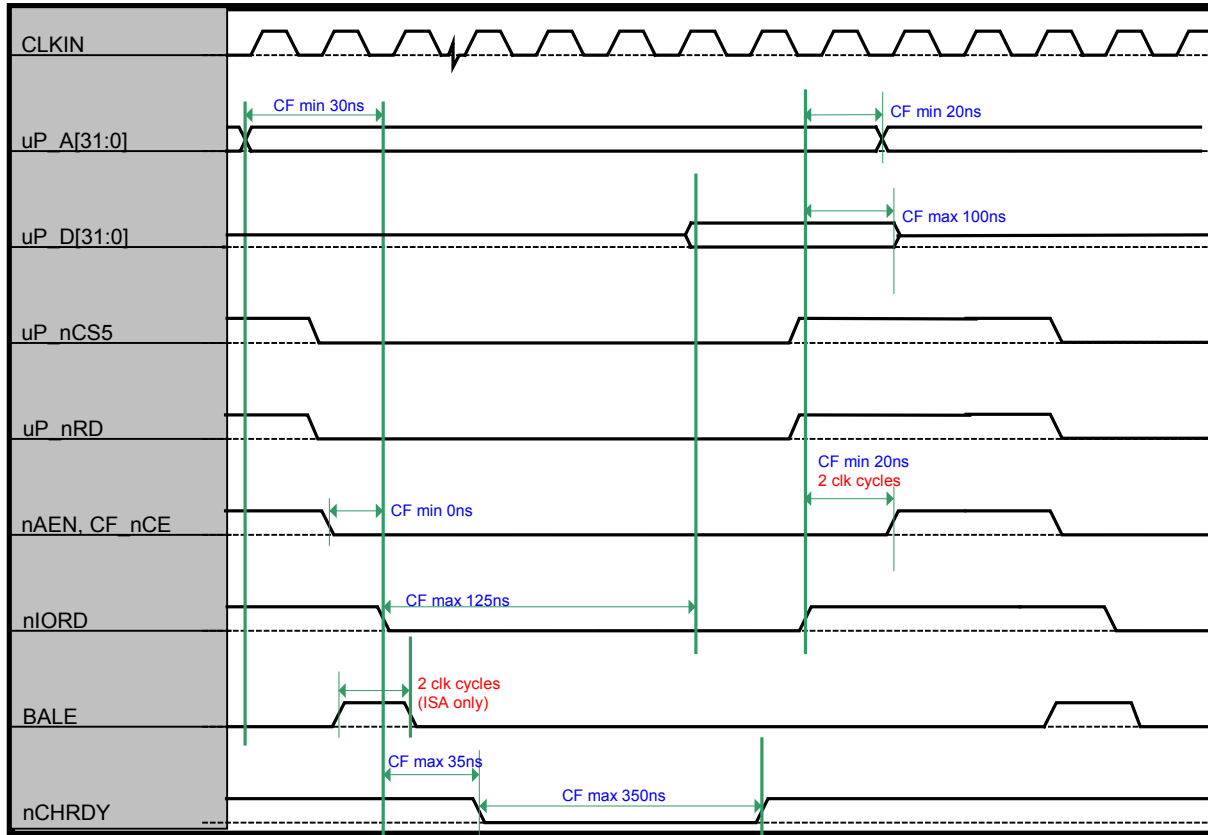 CLKIN
CF min 30ns
CF min 20ns
uP_A[31:0]
CF max 100ns
uP_D[31:0]
uP_nCS5
uP_nRD
CF min 20ns
2 clk cycles
CF min 0ns
nAEN, CF_nCE
CF max 125ns
nIORD
2 clk cycles
(ISA only)
BALE
CF max 35ns
CF max 350ns
nCHRDY